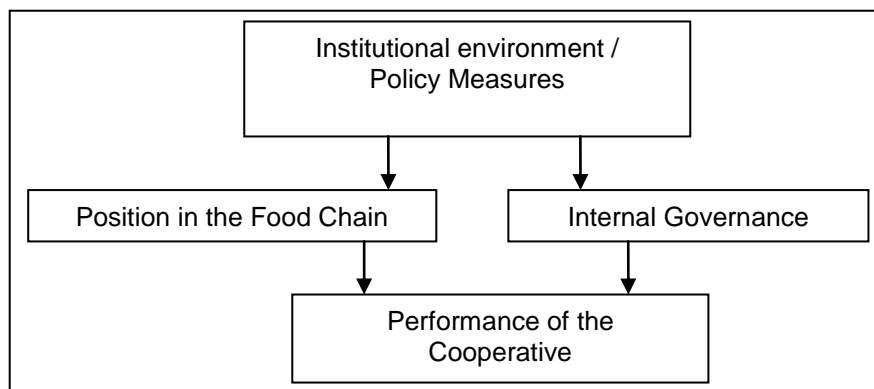 Institutional environment /
Policy Measures
Position in the Food Chain
Internal Governance
Performance of the
Cooperative